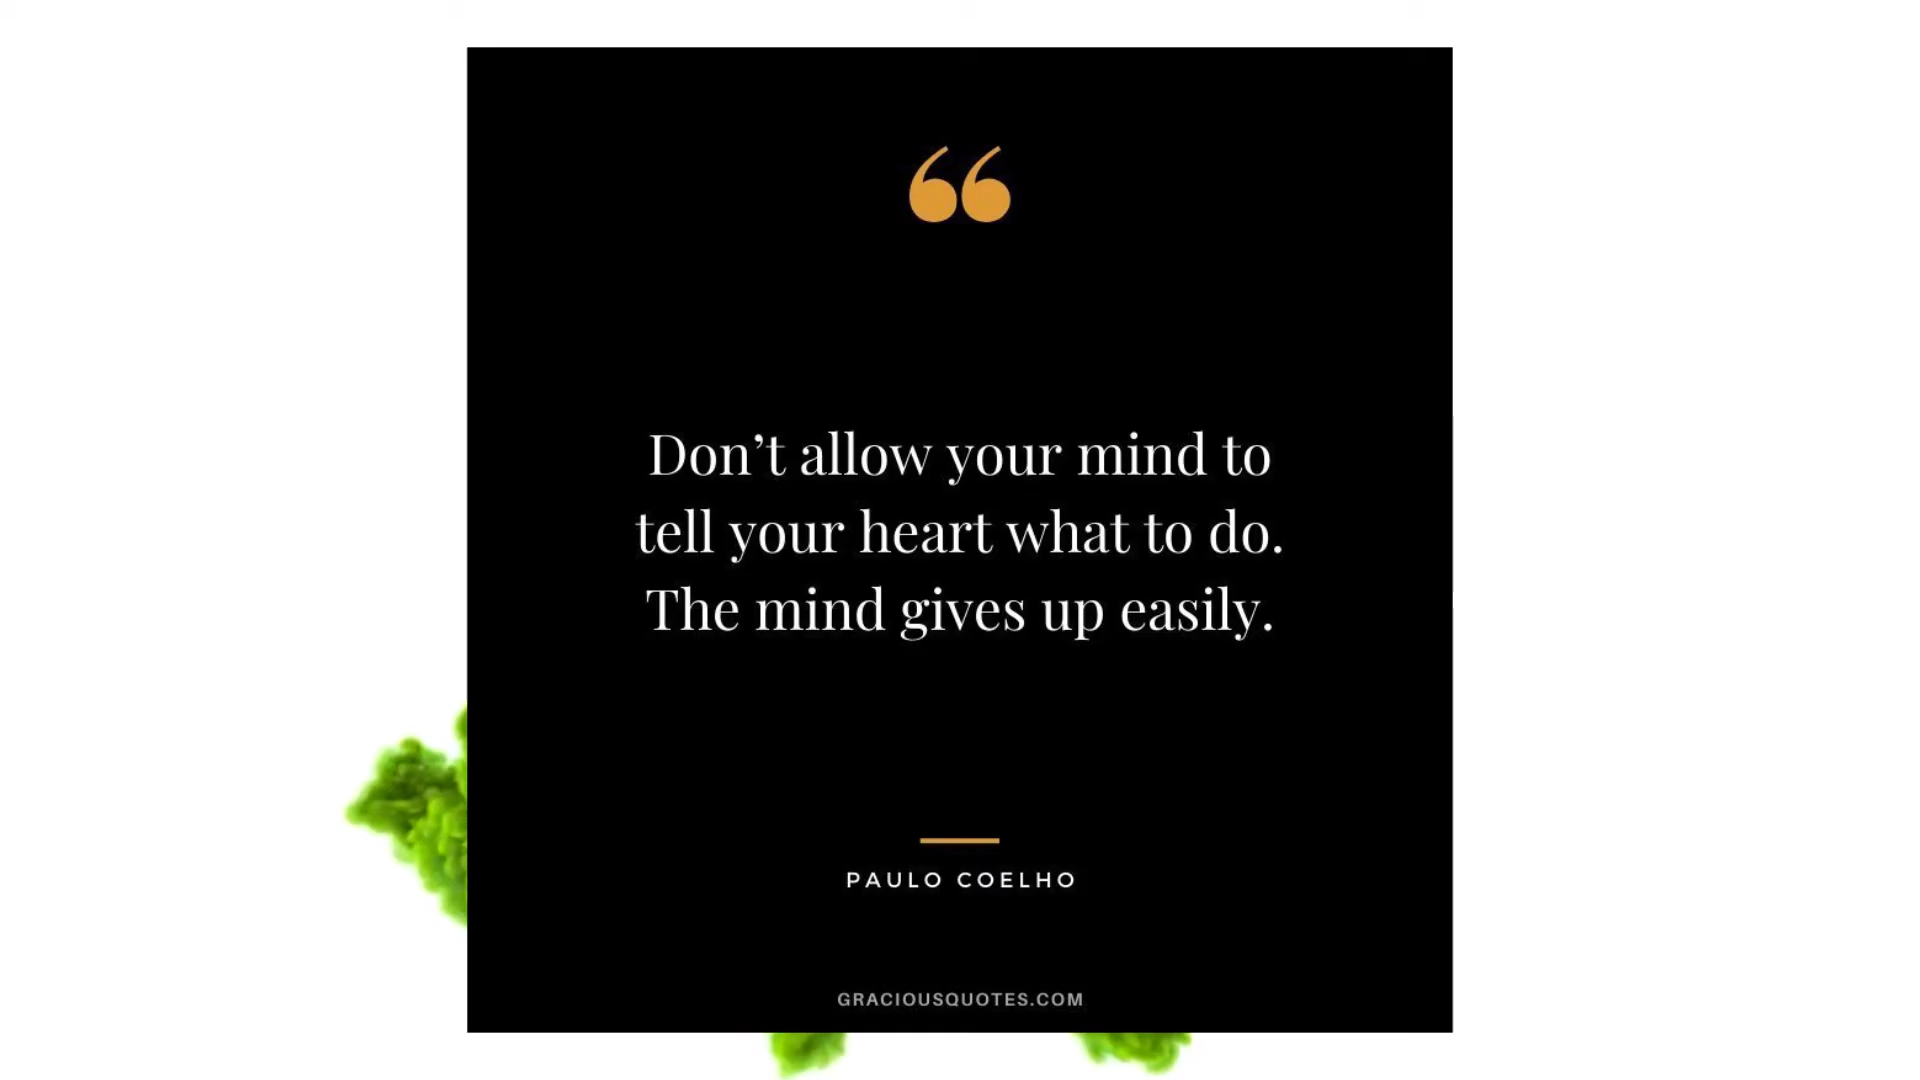 Don’t allow your mind to
tell your heart what to do.
The mind gives up easily.
PAULO COELHO
GRACIOUSQUOTES.COM